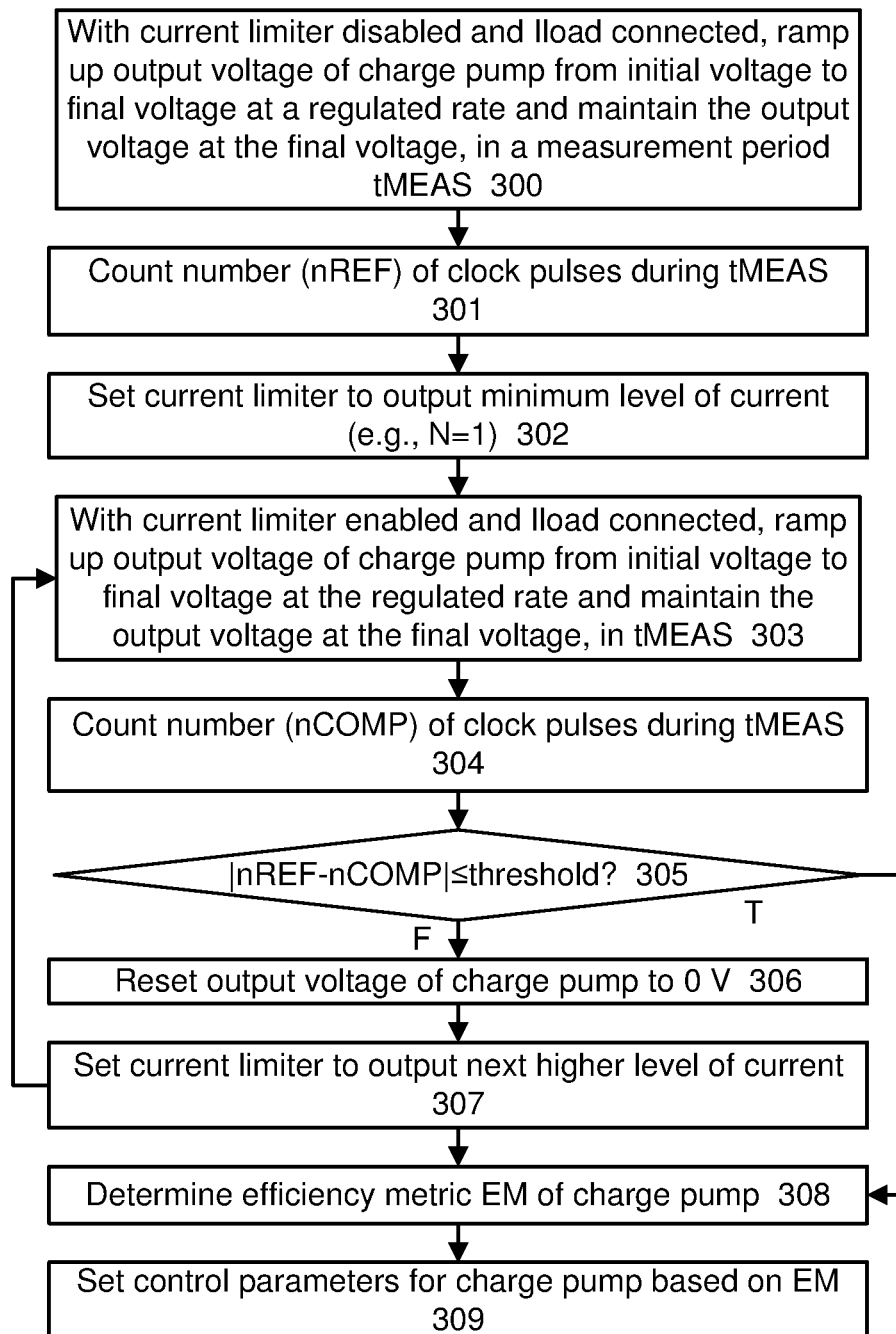 With current limiter disabled and Iload connected, ramp
up output voltage of charge pump from initial voltage to
final voltage at a regulated rate and maintain the output
voltage at the final voltage, in a measurement period
tMEAS 300
Count number (nREF) of clock pulses during tMEAS
301
Set current limiter to output minimum level of current
(e.g., N=1) 302
With current limiter enabled and Iload connected, ramp
up output voltage of charge pump from initial voltage to
final voltage at the regulated rate and maintain the
output voltage at the final voltage, in tMEAS 303
Count number (nCOMP) of clock pulses during tMEAS
304
|nREF-nCOMP|≤threshold? 305
T
F
Reset output voltage of charge pump to 0 V 306
Set current limiter to output next higher level of current
307
Determine efficiency metric EM of charge pump 308
Set control parameters for charge pump based on EM
309